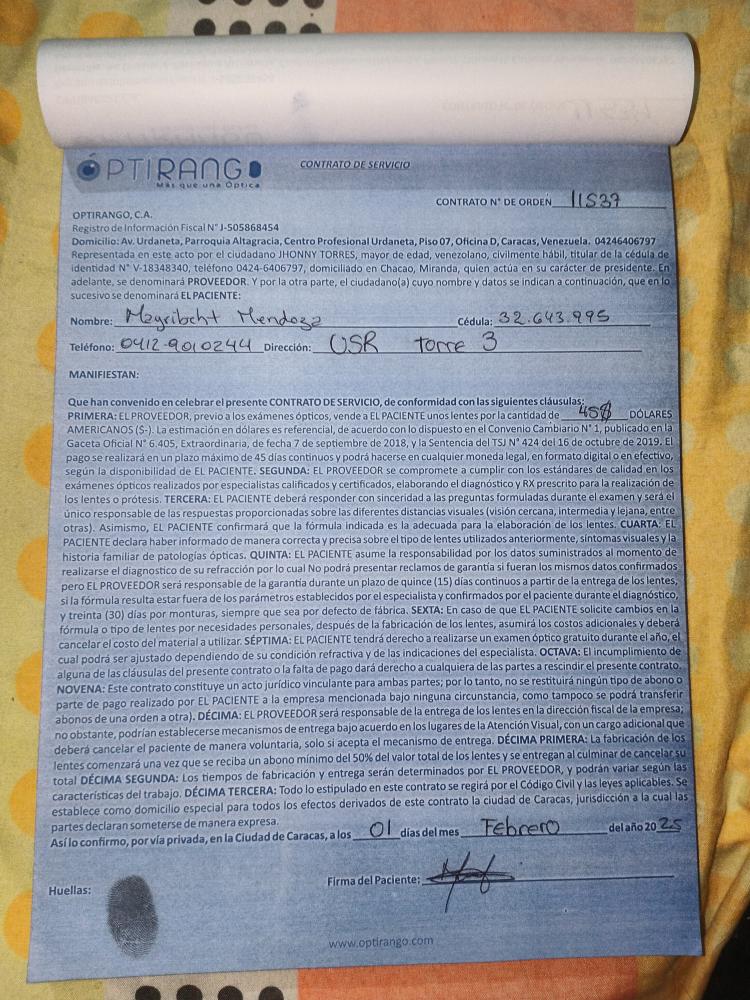 OPTIRANGO
Más que una Óptica
CONTRATO DE SERVICIO
CONTRATO N° DE ORDEN 11537
OPTIRANGO, C.A.
Registro de Información Fiscal N° J-505868454
Domicilio: Av. Urdaneta, Parroquia Altagracia, Centro Profesional Urdaneta, Piso 07, Oficina D, Caracas, Venezuela. 04246406797
Representada en este acto por el ciudadano JHONNY TORRES, mayor de edad, venezolano, civilmente hábil, titular de la cédula de
identidad N° V-18348340, teléfono 0424-6406797, domiciliado en Chacao, Miranda, quien actúa en su carácter de presidente. En
adelante, se denominará PROVEEDOR. Y por la otra parte, el ciudadano(a) cuyo nombre y datos se indican a continuación, que en lo
sucesivo se denominará EL PACIENTE:
Nombre: Mendoza Cédula: 32.643.995
Teléfono: 0412-9010244 Dirección: USR torre 3
MANIFIESTAN:
Que han convenido en celebrar el presente CONTRATO DE SERVICIO, de conformidad con las siguientes cláusulas:
PRIMERA: EL PROVEEDOR, previo a los exámenes ópticos, vende a EL PACIENTE unos lentes por la cantidad de 45$ DÓLARES
AMERICANOS ($-). La estimación en dólares es referencial, de acuerdo con lo dispuesto en el Convenio Cambiario N° 1, publicado en la
Gaceta Oficial N° 6.405, Extraordinaria, de fecha 7 de septiembre de 2018, y la Sentencia del TSJ N° 424 del 16 de octubre de 2019. El
pago se realizará en un plazo máximo de 45 días continuos y podrá hacerse en cualquier moneda legal, en formato digital o en efectivo,
según la disponibilidad de EL PACIENTE. SEGUNDA: EL PROVEEDOR se compromete a cumplir con los estándares de calidad en los
exámenes ópticos realizados por especialistas calificados y certificados, elaborando el diagnóstico y RX prescrito para la realización de
los lentes o prótesis. TERCERA: EL PACIENTE deberá responder con sinceridad a las preguntas formuladas durante el examen y será el
único responsable de las respuestas proporcionadas sobre las diferentes distancias visuales (visión cercana, intermedia y lejana, entre
otras). Asimismo, EL PACIENTE confirmará que la fórmula indicada es la adecuada para la elaboración de los lentes. CUARTA: EL
PACIENTE declara haber informado de manera correcta y precisa sobre el tipo de lentes utilizados anteriormente, síntomas visuales y la
historia familiar de patologías ópticas. QUINTA: EL PACIENTE asume la responsabilidad por los datos suministrados al momento de
realizarse el diagnóstico de su refracción por lo cual No podrá presentar reclamos de garantía si fueran los mismos datos confirmados
pero EL PROVEEDOR será responsable de la garantía durante un plazo de quince (15) días continuos a partir de la entrega de los lentes,
si la fórmula resulta estar fuera de los parámetros establecidos por el especialista y confirmados por el paciente durante el diagnóstico,
y treinta (30) días por monturas, siempre que sea por defecto de fábrica. SEXTA: En caso de que EL PACIENTE solicite cambios en la
fórmula o tipo de lentes por necesidades personales, después de la fabricación de los lentes, asumirá los costos adicionales y deberá
cancelar el costo del material a utilizar. SÉPTIMA: EL PACIENTE tendrá derecho a realizarse un examen óptico gratuito durante el año, el
cual podrá ser ajustado dependiendo de su condición refractiva y de las indicaciones del especialista. OCTAVA: El incumplimiento de
alguna de las cláusulas del presente contrato o la falta de pago dará derecho a cualquiera de las partes a rescindir el presente contrato.
NOVENA: Este contrato constituye un acto jurídico vinculante para ambas partes; por lo tanto, no se restituirá ningún tipo de abono o
parte de pago realizado por EL PACIENTE a la empresa mencionada bajo ninguna circunstancia, como tampoco se podrá transferir
abonos de una orden a otra). DÉCIMA: EL PROVEEDOR será responsable de la entrega de los lentes en la dirección fiscal de la empresa;
no obstante, podrían establecerse mecanismos de entrega bajo acuerdo en los lugares de la Atención Visual, con un cargo adicional que
deberá cancelar el paciente de manera voluntaria, solo si acepta el mecanismo de entrega. DÉCIMA PRIMERA: La fabricación de los
lentes comenzará una vez que se reciba un abono mínimo del 50% del valor total de los lentes y se entregan al culminar de cancelar su
total DÉCIMA SEGUNDA: Los tiempos de fabricación y entrega serán determinados por EL PROVEEDOR, y podrán variar según las
características del trabajo. DÉCIMA TERCERA: Todo lo estipulado en este contrato se regirá por el Código Civil y las leyes aplicables. Se
establece como domicilio especial para todos los efectos derivados de este contrato la ciudad de Caracas, jurisdicción a la cual las
partes declaran someterse de manera expresa.
Así lo confirmo, por vía privada, en la Ciudad de Caracas, a los 01 días del mes Febrero del año 2025
Huellas:
Firma del Paciente:
www.optirango.com